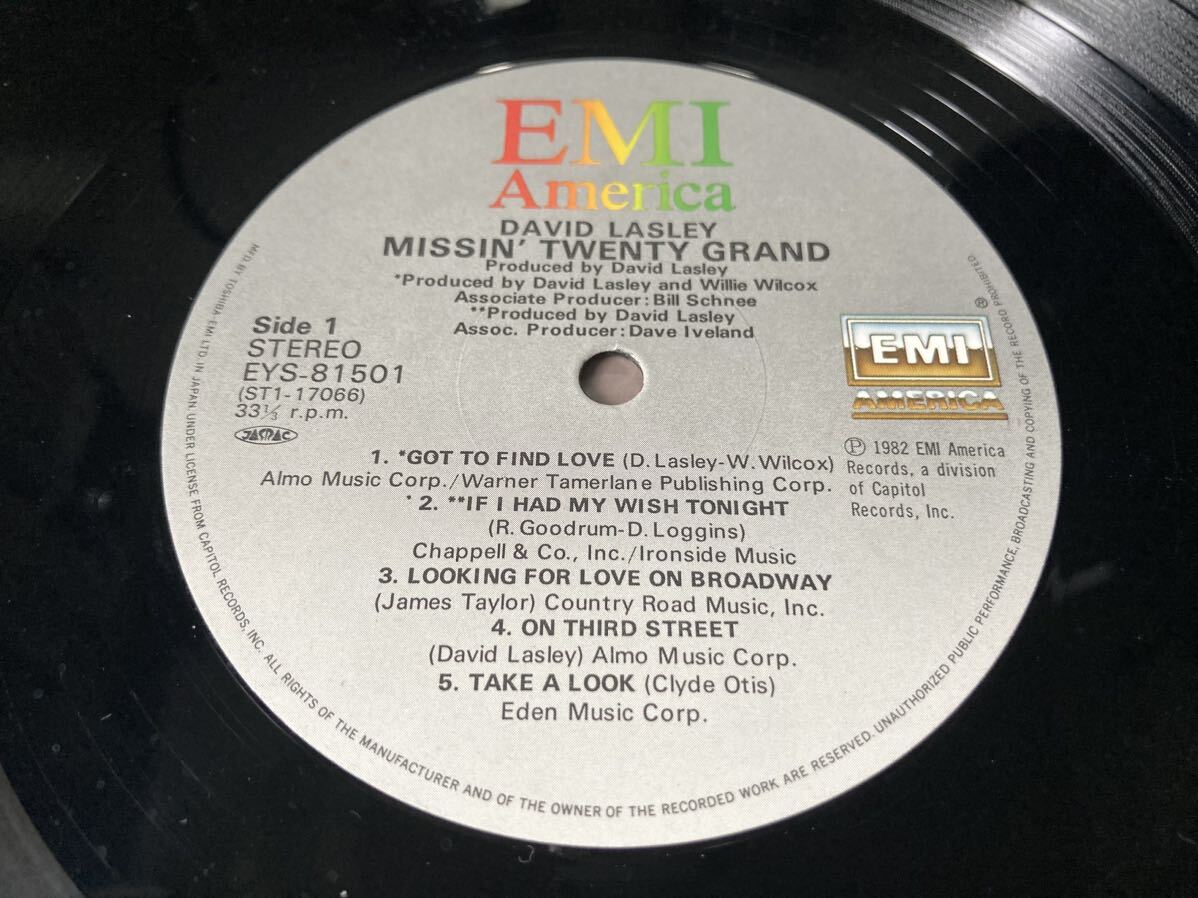 EMI
America
DAVID LASLEY
MISSIN' TWENTY GRAND
Produced by David Lasley
*Produced by David Lasley and Willie Wilcox
Associate Producer: Bill Schnee
**Produced by David Lasley
Assoc. Producer: Dave Iveland
Side 1
STEREO
EYS-81501
(ST1-17066)
33⅓ r.p.m.
JASRAC
EMI
AMERICA
Ⓟ 1982 EMI America
Records, a division
of Capitol
Records, Inc.
1. *GOT TO FIND LOVE (D. Lasley-W. Wilcox)
Almo Music Corp./Warner Tamerlane Publishing Corp.
2. **IF I HAD MY WISH TONIGHT
(R. Goodrum-D. Loggins)
Chappell & Co., Inc./Ironside Music
3. LOOKING FOR LOVE ON BROADWAY
(James Taylor) Country Road Music, Inc.
4. ON THIRD STREET
(David Lasley) Almo Music Corp.
5. TAKE A LOOK (Clyde Otis)
Eden Music Corp.
MF'D. BY TOSHIBA-EMI LTD. IN JAPAN UNDER LICENSE FROM CAPITOL RECORDS, INC. ALL RIGHTS OF THE MANUFACTURER AND OF THE OWNER OF THE RECORDED WORK ARE RESERVED. UNAUTHORIZED PUBLIC PERFORMANCE, BROADCASTING AND COPYING OF THE RECORD PROHIBITED. ®